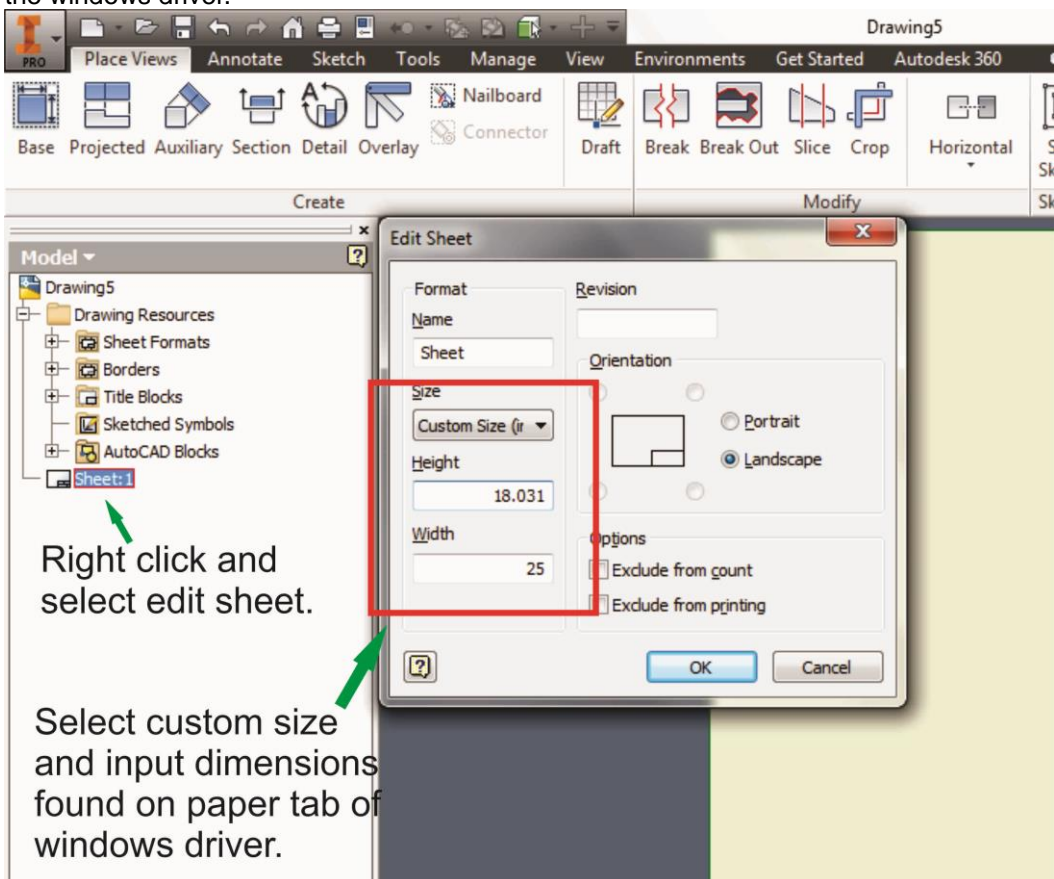 the windows driver.
Drawing5
PRO Place Views Annotate Sketch Tools Manage View Environments Get Started Autodesk 360
Nailboard
Connector
Base Projected Auxiliary Section Detail Overlay Draft Break Break Out Slice Crop Horizontal
Create Modify
Model
Drawing5
Drawing Resources
Sheet Formats
Borders
Title Blocks
Sketched Symbols
AutoCAD Blocks
Sheet:1
Right click and
select edit sheet.
Select custom size
and input dimensions
found on paper tab of
windows driver.
Edit Sheet
Format
Name
Sheet
Size
Custom Size (ir
Height
18.031
Width
25
Revision
Orientation
Portrait
Landscape
Options
Exclude from count
Exclude from printing
OK Cancel